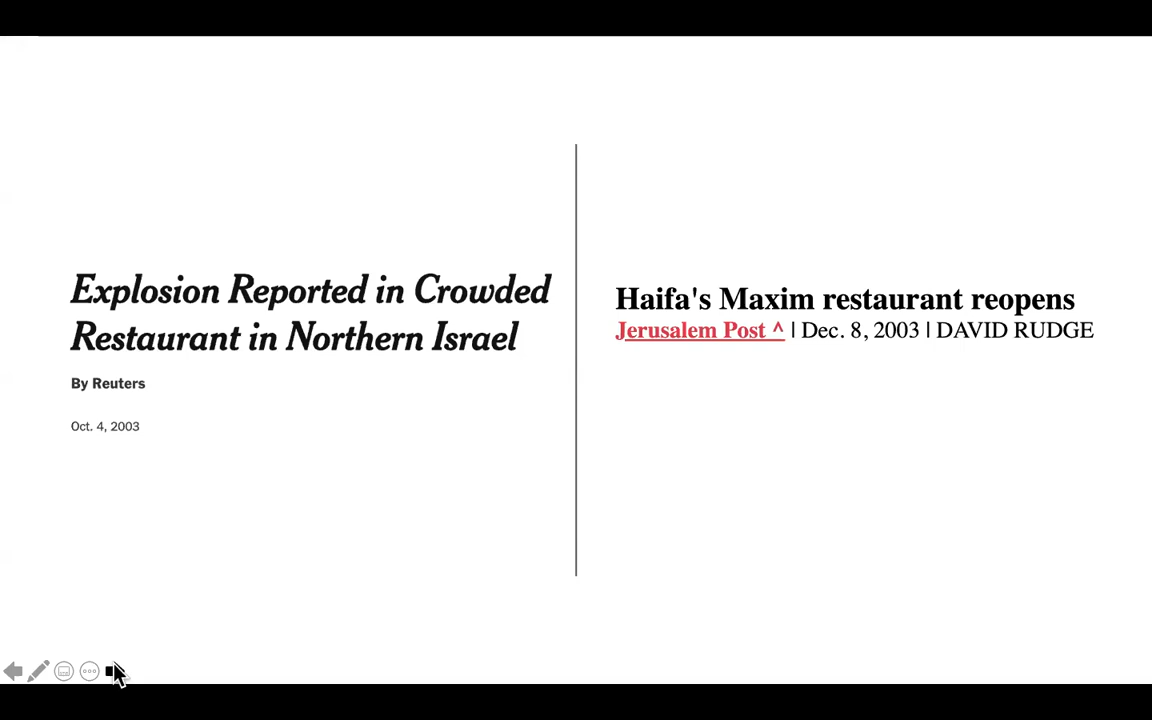 Explosion Reported in Crowded
Restaurant in Northern Israel
By Reuters
Oct. 4, 2003
Haifa's Maxim restaurant reopens
Jerusalem Post ^ | Dec. 8, 2003 | DAVID RUDGE